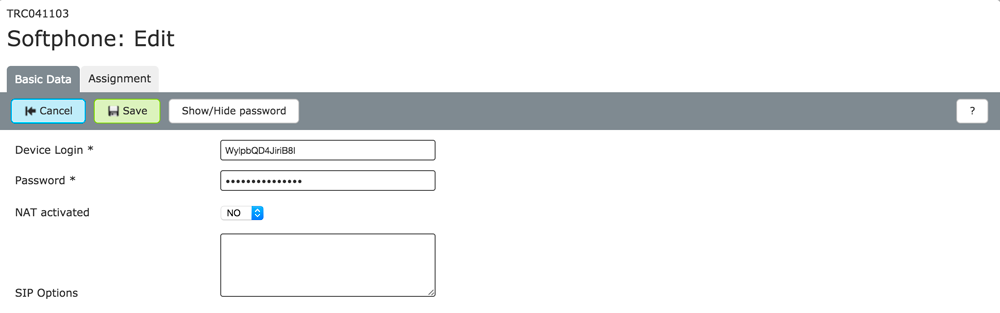 TRC041103
Softphone: Edit
Basic Data Assignment
Cancel Save Show/Hide password ?
Device Login * WylpbQD4JiriB8l
Password * •••••••••••••••
NAT activated NO
SIP Options